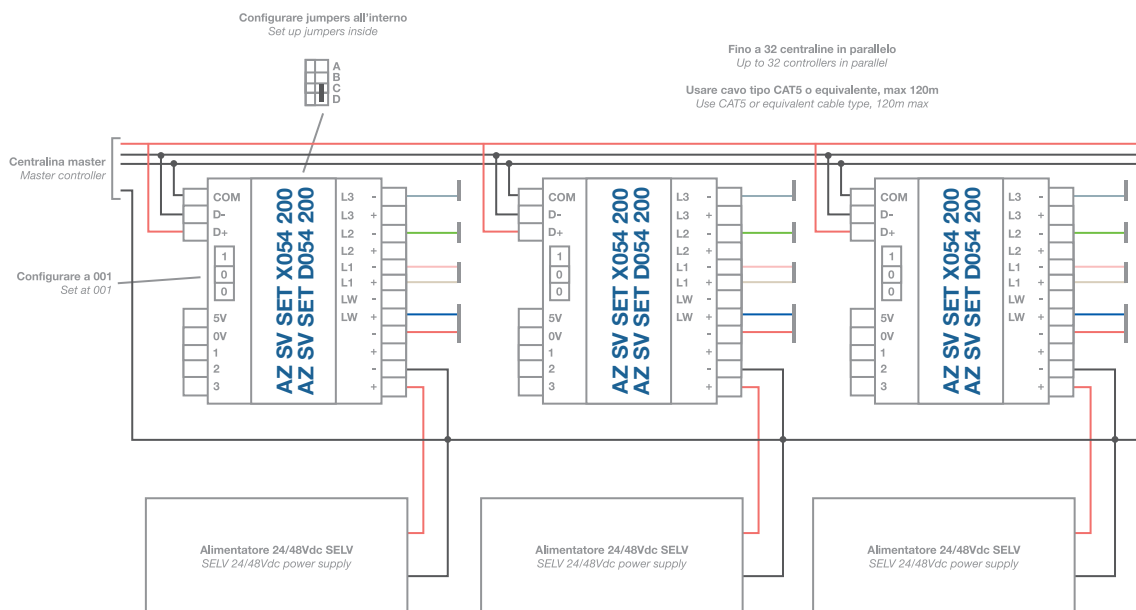 Configurare jumpers all'interno
Set up jumpers inside
A
B
C
D
Fino a 32 centraline in parallelo
Up to 32 controllers in parallel
Usare cavo tipo CAT5 o equivalente, max 120m
Use CAT5 or equivalent cable type, 120m max
Centralina master
Master controller
Configurare a 001
Set at 001
COM
D-
D+
1
0
0
5V
0V
1
2
3
AZ SV SET X054 200
AZ SV SET D054 200
L3 -
L3 +
L2 -
L2 +
L1 -
L1 +
LW -
LW +
-
+
-
+
COM
D-
D+
1
0
0
5V
0V
1
2
3
AZ SV SET X054 200
AZ SV SET D054 200
L3 -
L3 +
L2 -
L2 +
L1 -
L1 +
LW -
LW +
-
+
-
+
COM
D-
D+
1
0
0
5V
0V
1
2
3
AZ SV SET X054 200
AZ SV SET D054 200
L3 -
L3 +
L2 -
L2 +
L1 -
L1 +
LW -
LW +
-
+
-
+
Alimentatore 24/48Vdc SELV
SELV 24/48Vdc power supply
Alimentatore 24/48Vdc SELV
SELV 24/48Vdc power supply
Alimentatore 24/48Vdc SELV
SELV 24/48Vdc power supply